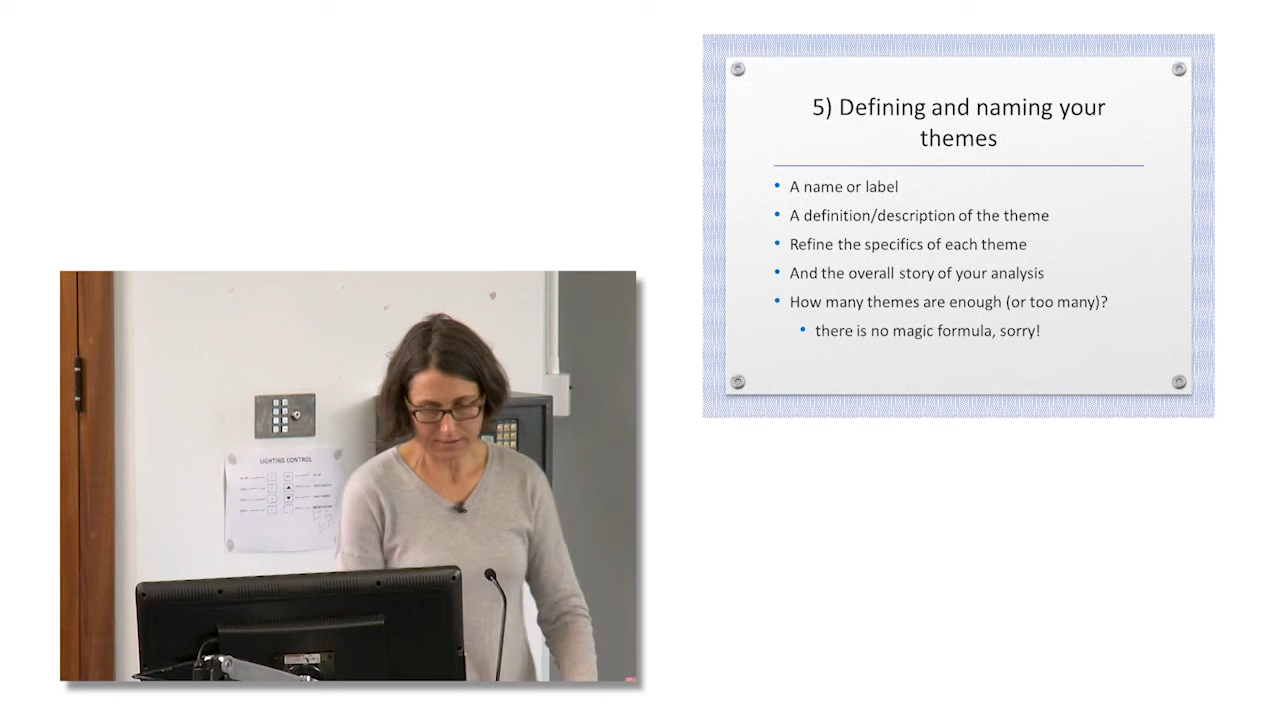 5) Defining and naming your
themes
• A name or label
• A definition/description of the theme
• Refine the specifics of each theme
• And the overall story of your analysis
• How many themes are enough (or too many)?
• there is no magic formula, sorry!
LIGHTING CONTROL